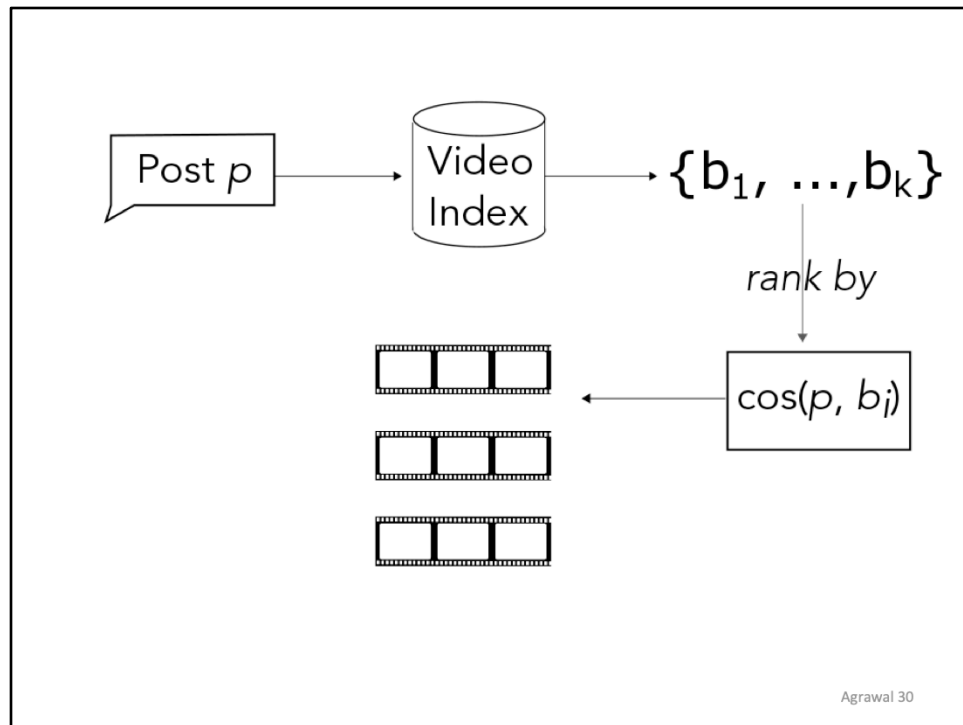 Post p
Video
Index
{b₁, ...,bₖ}
rank by
cos(p, bᵢ)
Agrawal 30